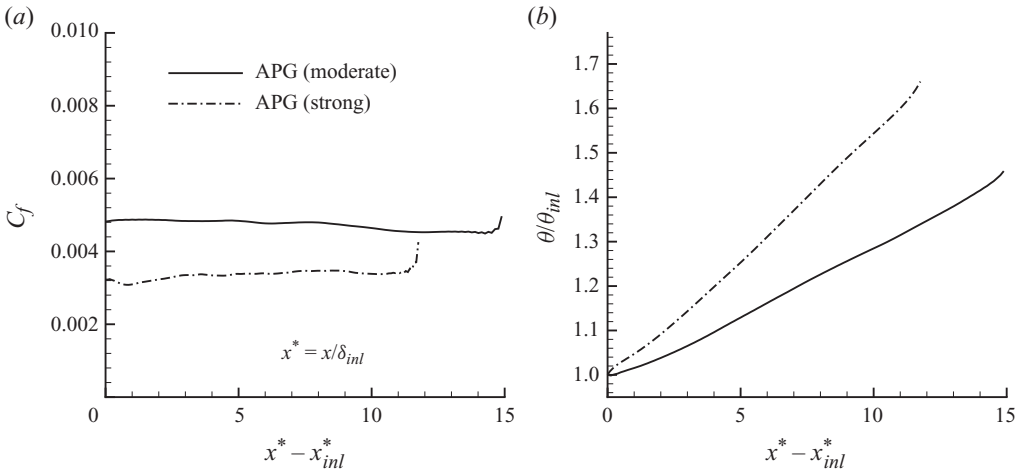 (a)
0.010
0.008
0.006
0.004
0.002
C_f
APG (moderate)
APG (strong)
x* = x/δ_inl
0 5 10 15
x* – x*_inl
(b)
1.7
1.6
1.5
1.4
1.3
1.2
1.1
1.0
θ/θ_inl
0 5 10 15
x* – x*_inl